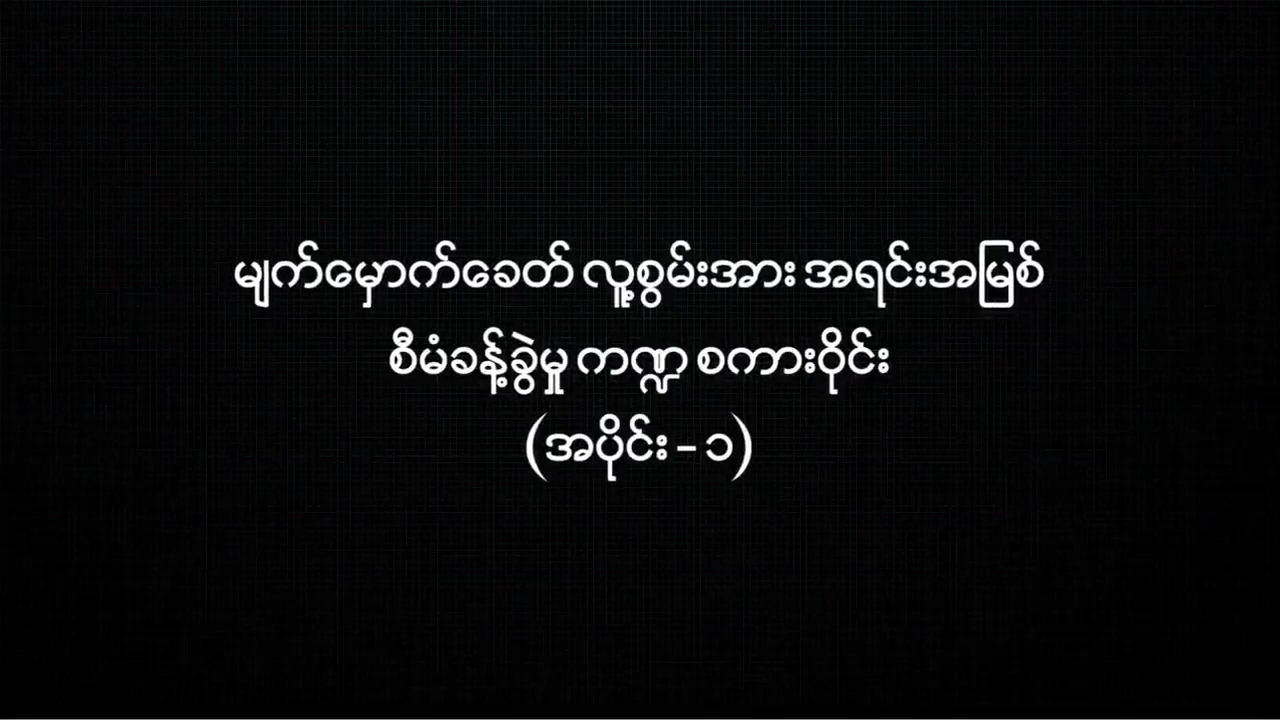 မျက်မှောက်ခေတ် လူ့စွမ်းအား အရင်းအမြစ်
စီမံခန့်ခွဲမှု ကဏ္ဍ စကားဝိုင်း
(အပိုင်း – ၁)